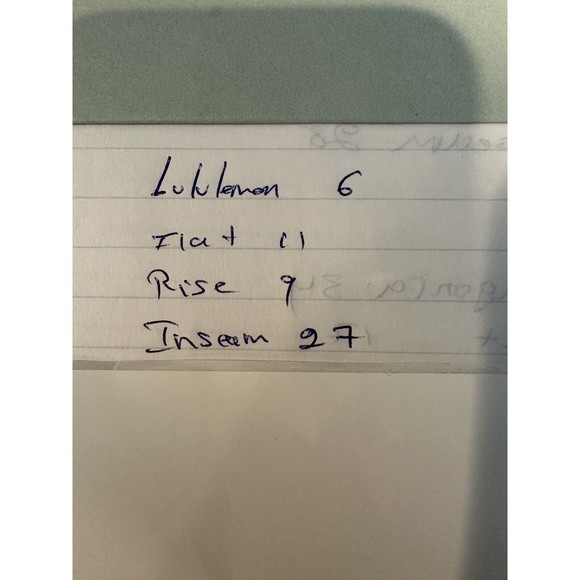 Lululemon 6
Flat 11
Rise 9
Inseam 27